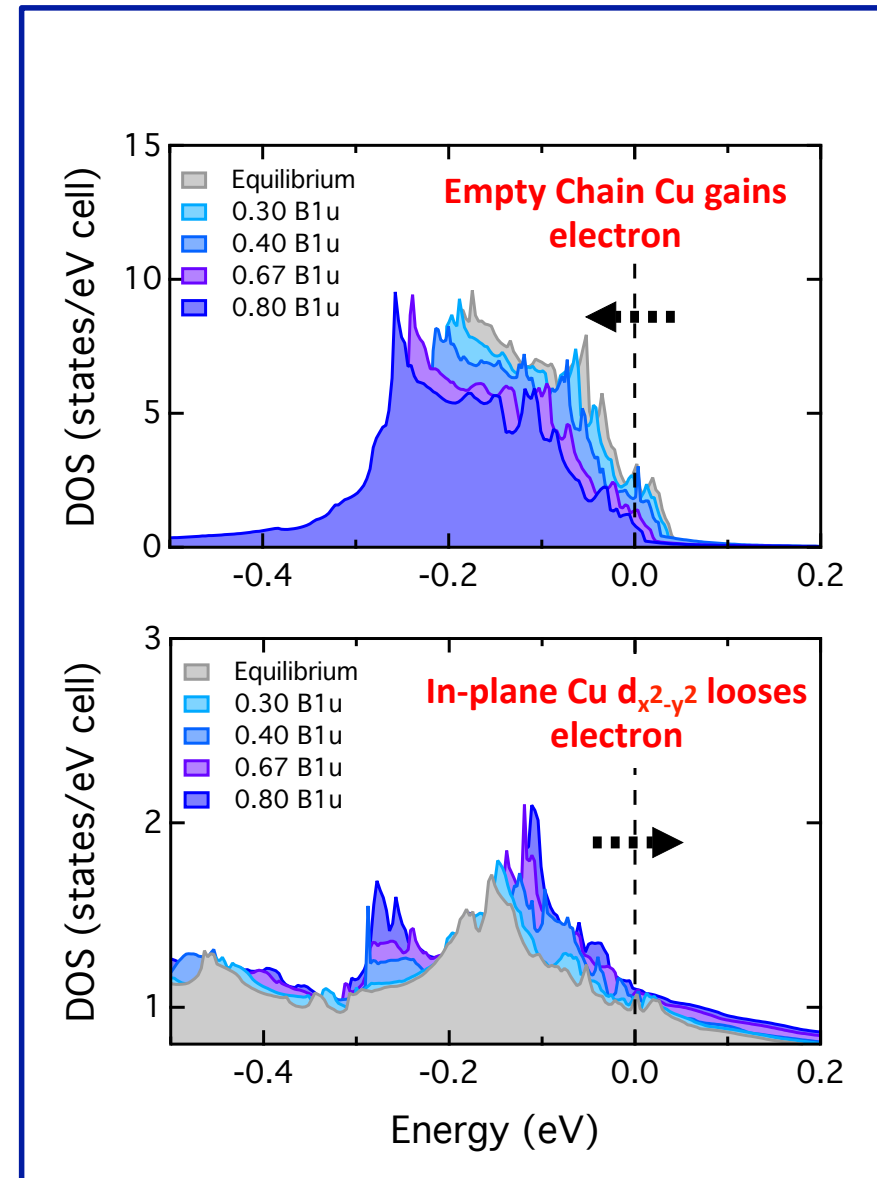 15
10
5
0
DOS (states/eV cell)
Equilibrium
0.30 B1u
0.40 B1u
0.67 B1u
0.80 B1u
Empty Chain Cu gains
electron
-0.4 -0.2 0.0 0.2
3
2
1
DOS (states/eV cell)
Equilibrium
0.30 B1u
0.40 B1u
0.67 B1u
0.80 B1u
In-plane Cu dx2-y2 looses
electron
-0.4 -0.2 0.0 0.2
Energy (eV)